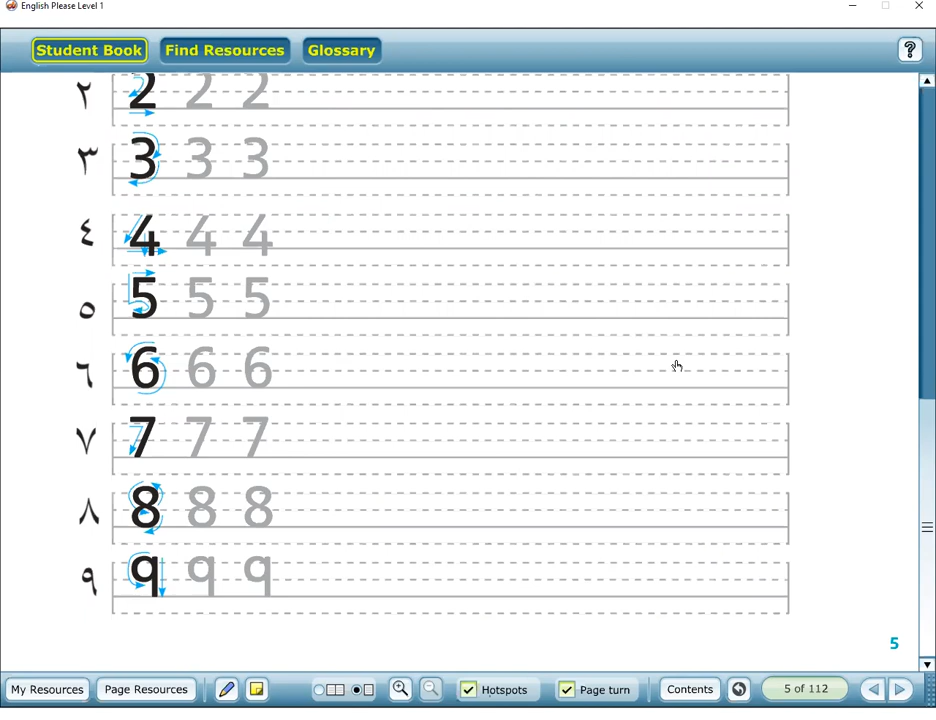 English Please Level 1
Student Book Find Resources Glossary ?
٢ 2 2 2
٣ 3 3 3
٤ 4 4 4
٥ 5 5 5
٦ 6 6 6
٧ 7 7 7
٨ 8 8 8
٩ 9 9 9
5
My Resources Page Resources Hotspots Page turn Contents 5 of 112